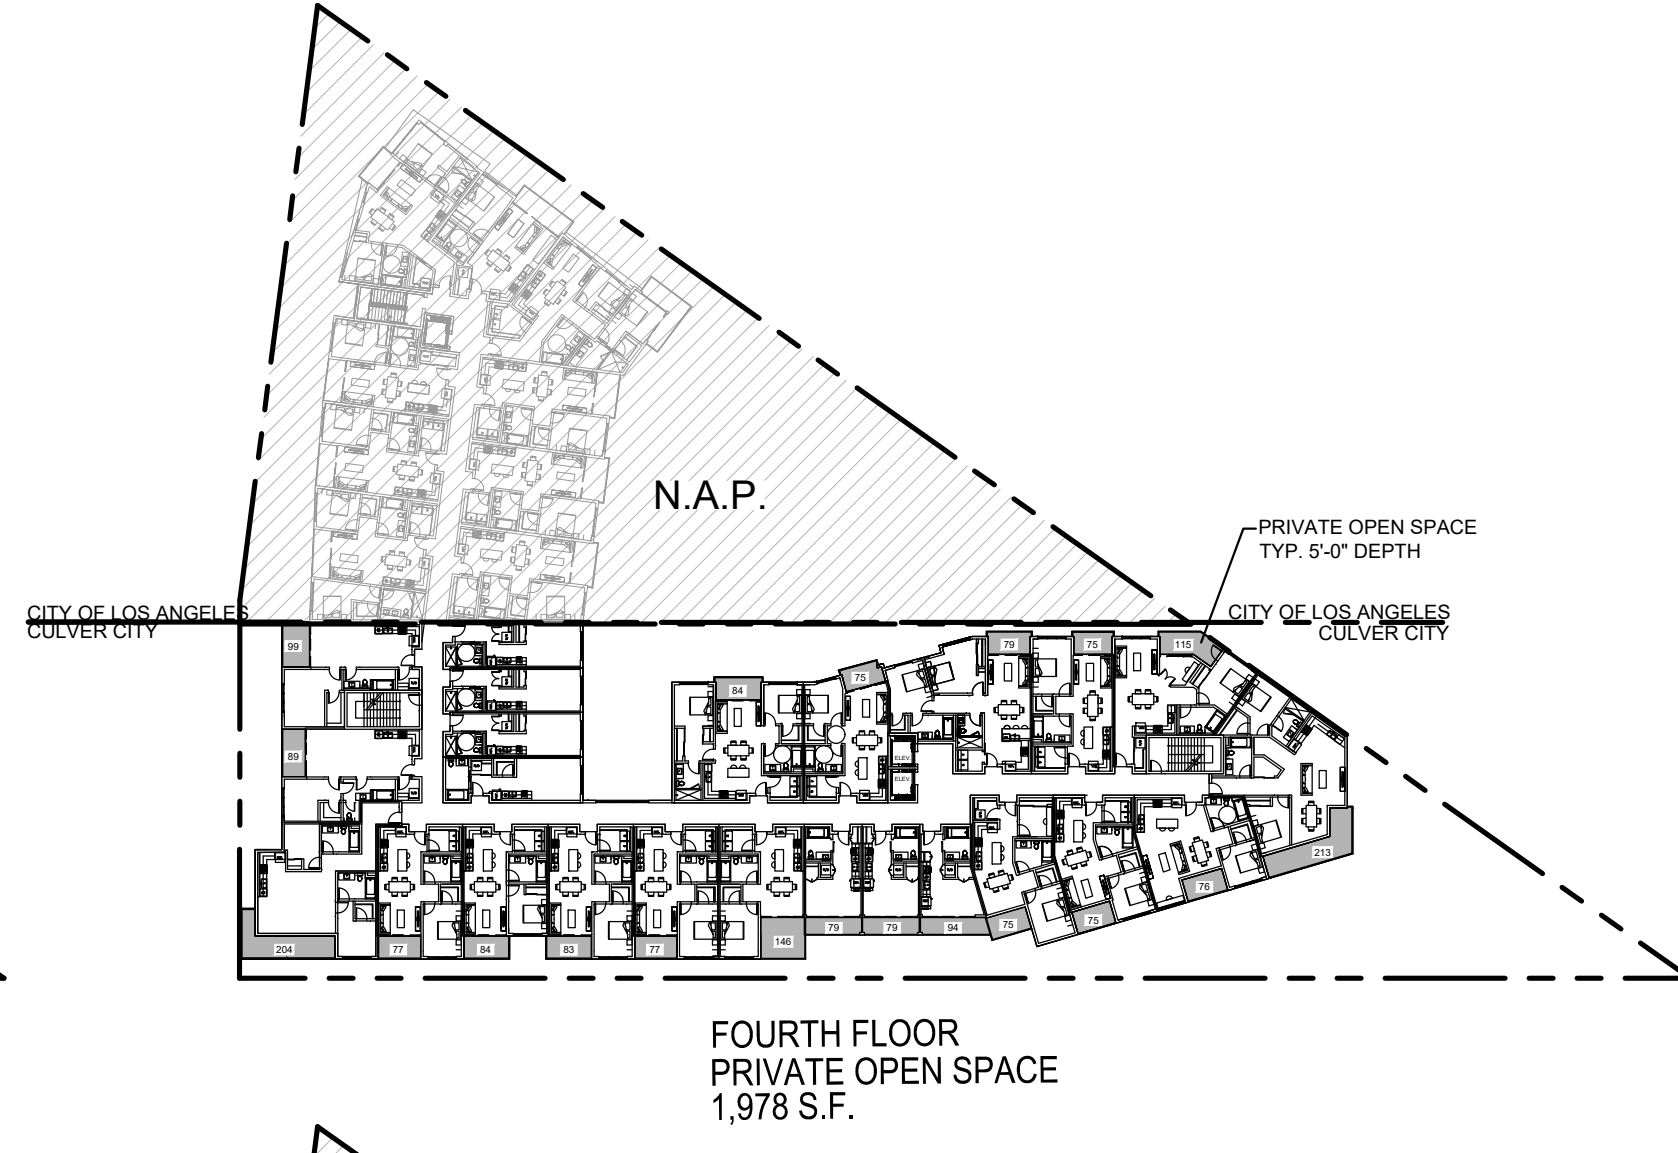 N.A.P.
PRIVATE OPEN SPACE
TYP. 5'-0" DEPTH
CITY OF LOS ANGELES
CULVER CITY
CITY OF LOS ANGELES
CULVER CITY
99
79
75
115
75
84
89
ELEV.
ELEV.
213
76
75
75
94
79
79
146
77
83
84
77
204
FOURTH FLOOR
PRIVATE OPEN SPACE
1,978 S.F.